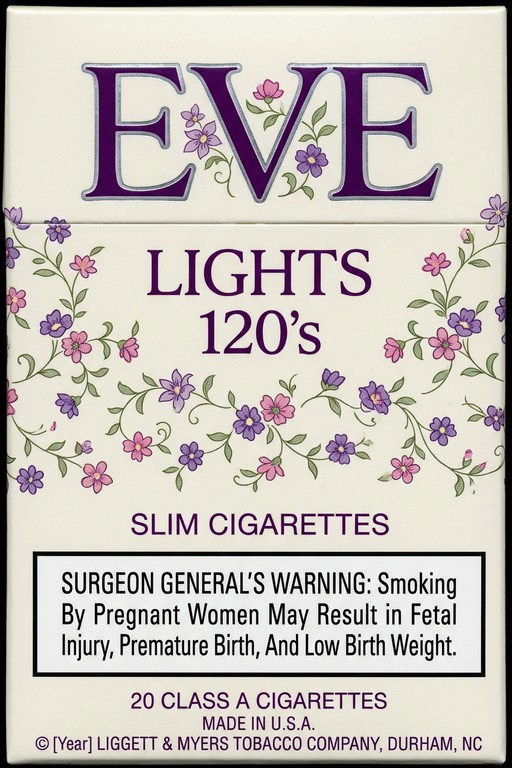 EVE
LIGHTS
120's
SLIM CIGARETTES
SURGEON GENERAL'S WARNING: Smoking
By Pregnant Women May Result in Fetal
Injury, Premature Birth, And Low Birth Weight.
20 CLASS A CIGARETTES
MADE IN U.S.A.
© [Year] LIGGETT & MYERS TOBACCO COMPANY, DURHAM, NC